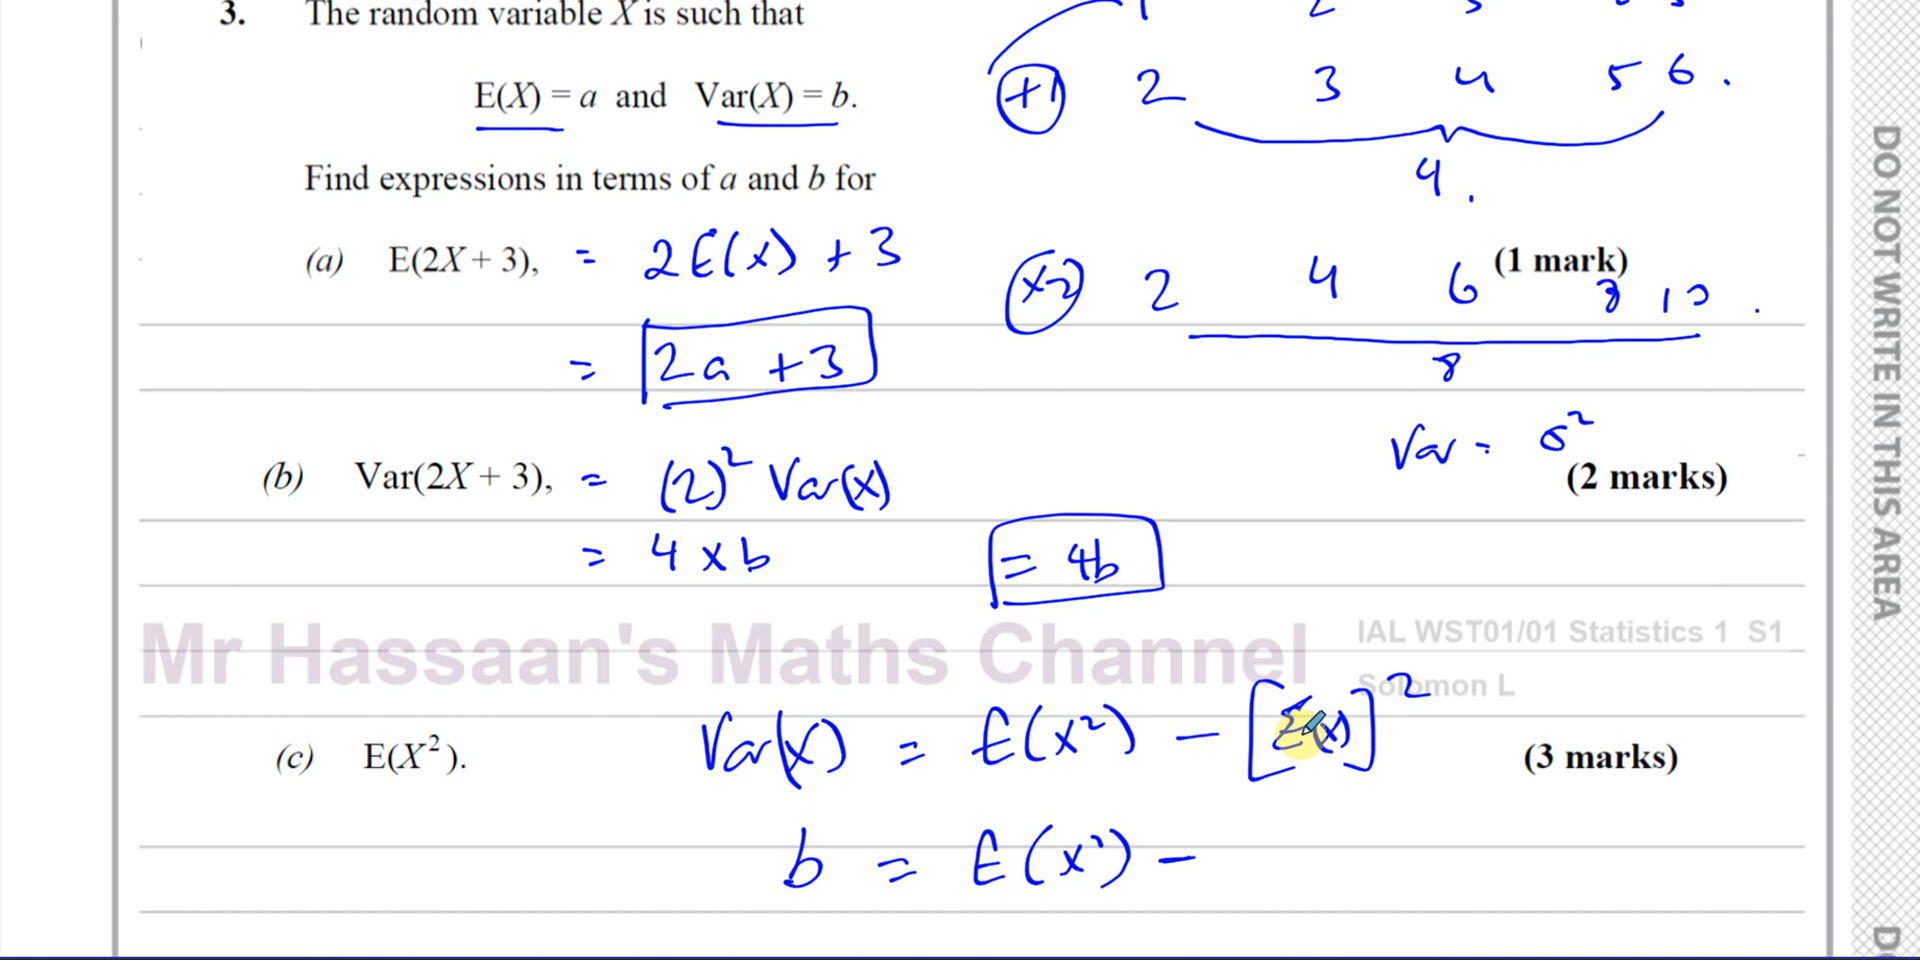 3. The random variable X is such that
E(X) = a and Var(X) = b.
+1 2 3 4 5 6 .
4 .
Find expressions in terms of a and b for
(a) E(2X + 3), = 2E(x) + 3
(1 mark)
x2 2 4 6 8 10 .
8
= 2a + 3
Var = σ²
(b) Var(2X + 3), = (2)² Var(x)
(2 marks)
= 4 x b = 4b
Mr Hassaan's Maths Channel
IAL WST01/01 Statistics 1 S1
Solomon L
(c) E(X²). Var(x) = E(x²) – [E(x)]²
(3 marks)
b = E(x²) –
DO NOT WRITE IN THIS AREA